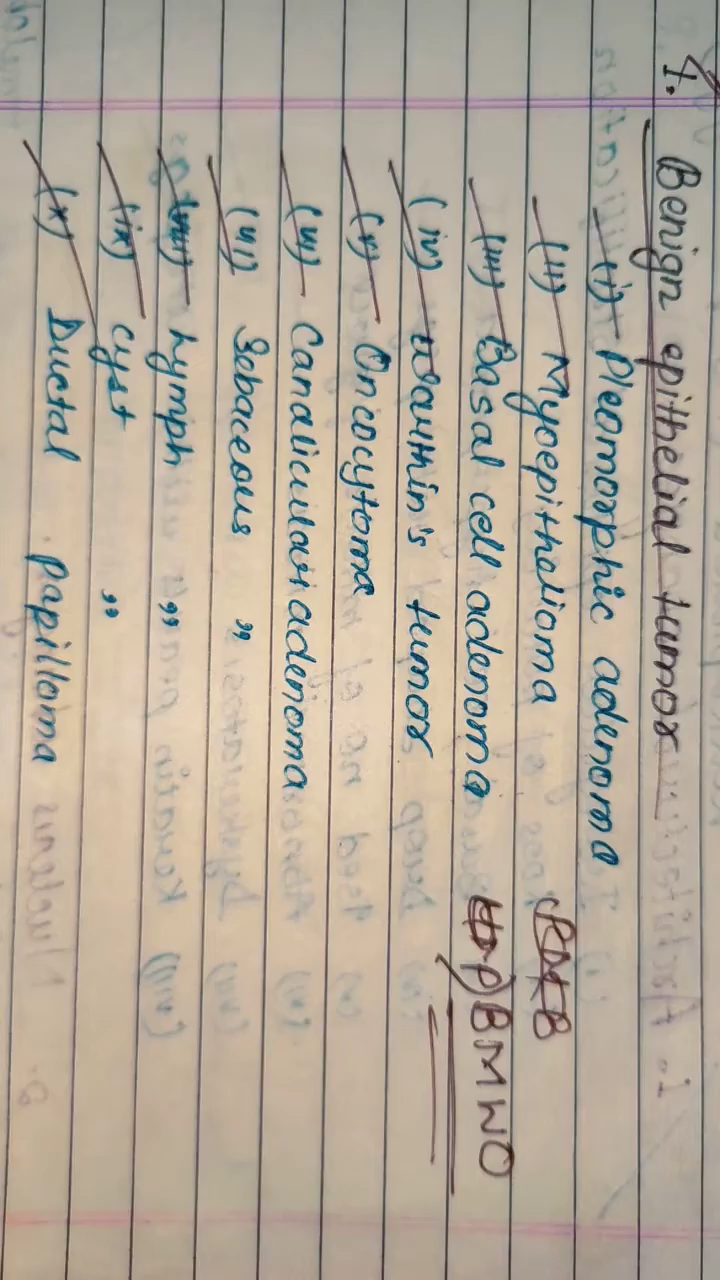 4. Benign epithelial tumor
(i) Pleomorphic adenoma
(ii) Myoepithelioma
(iii) Basal cell adenoma (P)BMWO
(iv) Warthin's tumor
(v) Oncocytoma
(vi) Canalicular adenoma
(vii) Sebaceous "
(viii) Lymph "
(ix) cyst "
(x) Ductal papilloma